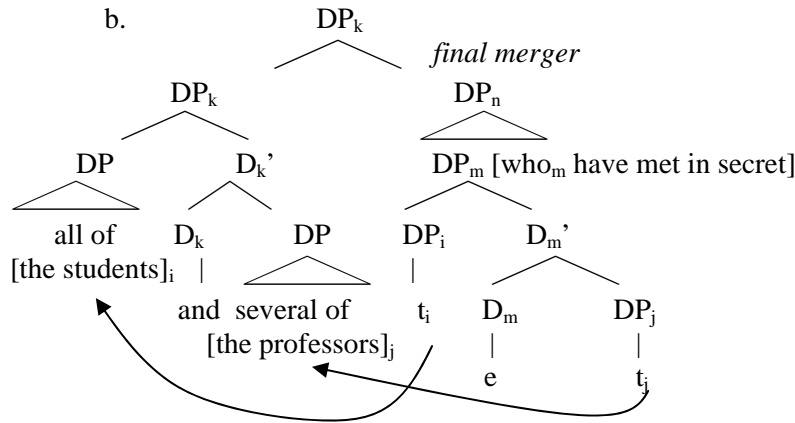 b. DPk
final merger
DPk DPn
DP Dk’ DPm [whom have met in secret]
all of Dk DP DPi Dm’
[the students]i
and several of ti Dm DPj
[the professors]j
e tj